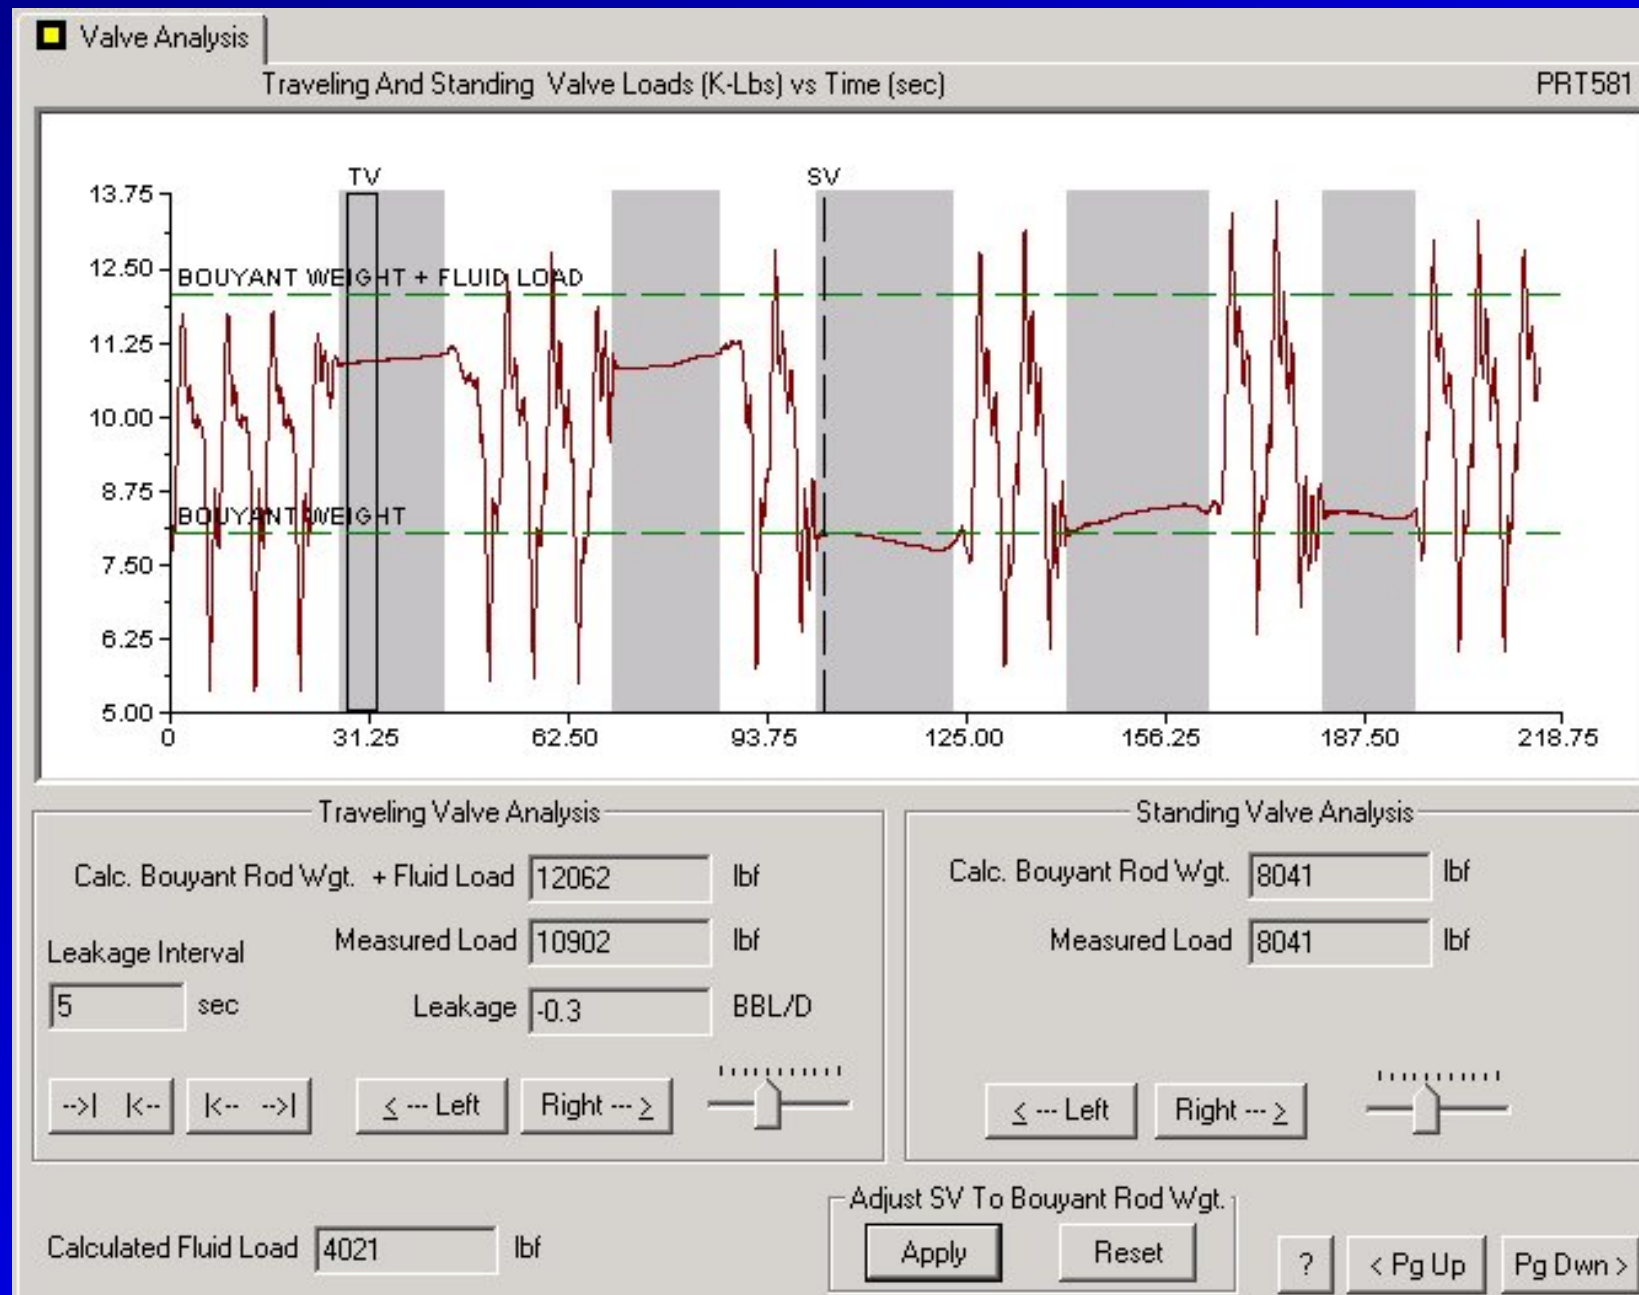 Valve Analysis
Traveling And Standing Valve Loads (K-Lbs) vs Time (sec) PRT581
TV SV
13.75
12.50
BOUYANT WEIGHT + FLUID LOAD
11.25
10.00
8.75
BOUYANT WEIGHT
7.50
6.25
5.00
0 31.25 62.50 93.75 125.00 156.25 187.50 218.75
Traveling Valve Analysis
Calc. Bouyant Rod Wgt. + Fluid Load 12062 lbf
Measured Load 10902 lbf
Leakage Interval
5 sec
Leakage -0.3 BBL/D
-->| |<-- |<-- -->| < --- Left Right --- >
Standing Valve Analysis
Calc. Bouyant Rod Wgt. 8041 lbf
Measured Load 8041 lbf
< --- Left Right --- >
Calculated Fluid Load 4021 lbf
Adjust SV To Bouyant Rod Wgt.
Apply Reset
? < Pg Up Pg Dwn >